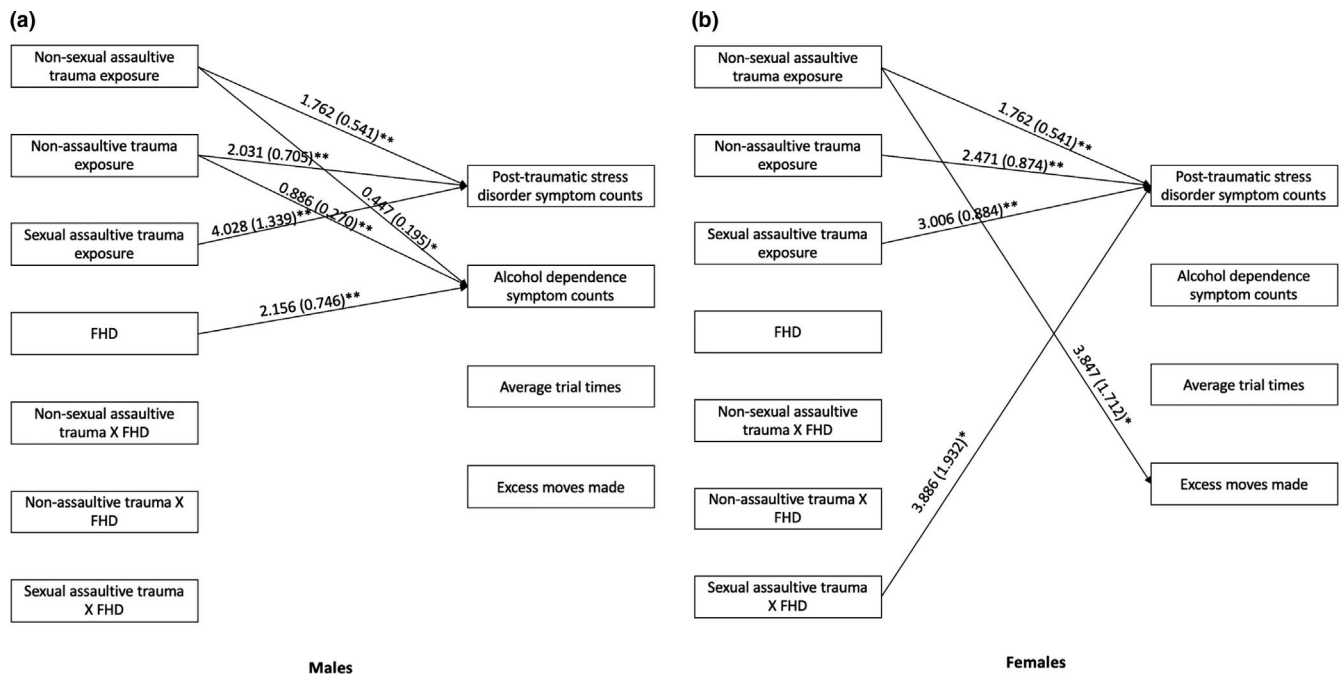 (a)
Non-sexual assaultive
trauma exposure
Non-assaultive trauma
exposure
Sexual assaultive trauma
exposure
FHD
Non-sexual assaultive
trauma X FHD
Non-assaultive trauma X
FHD
Sexual assaultive trauma
X FHD
1.762 (0.541)**
2.031 (0.705)**
0.447 (0.195)*
0.886 (0.270)**
4.028 (1.339)**
2.156 (0.746)**
Post-traumatic stress
disorder symptom counts
Alcohol dependence
symptom counts
Average trial times
Excess moves made
Males
(b)
Non-sexual assaultive
trauma exposure
Non-assaultive trauma
exposure
Sexual assaultive trauma
exposure
FHD
Non-sexual assaultive
trauma X FHD
Non-assaultive trauma X
FHD
Sexual assaultive trauma
X FHD
1.762 (0.541)**
2.471 (0.874)**
3.006 (0.884)**
3.847 (1.712)*
3.886 (1.932)*
Post-traumatic stress
disorder symptom counts
Alcohol dependence
symptom counts
Average trial times
Excess moves made
Females